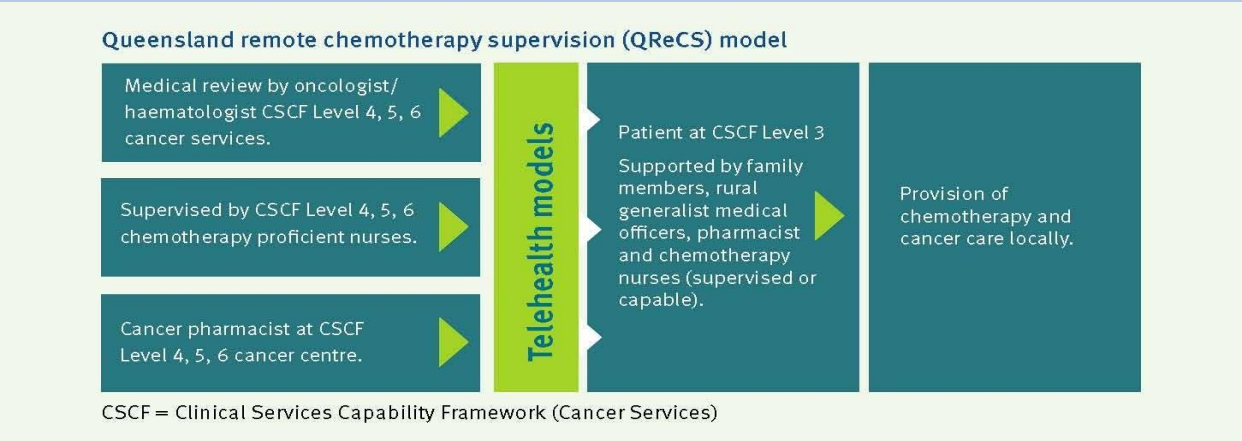 Queensland remote chemotherapy supervision (QReCS) model
Medical review by oncologist/
haematologist CSCF Level 4, 5, 6
cancer services.
Supervised by CSCF Level 4, 5, 6
chemotherapy proficient nurses.
Cancer pharmacist at CSCF
Level 4, 5, 6 cancer centre.
Telehealth models
Patient at CSCF Level 3
Supported by family
members, rural
generalist medical
officers, pharmacist
and chemotherapy
nurses (supervised or
capable).
Provision of
chemotherapy and
cancer care locally.
CSCF = Clinical Services Capability Framework (Cancer Services)